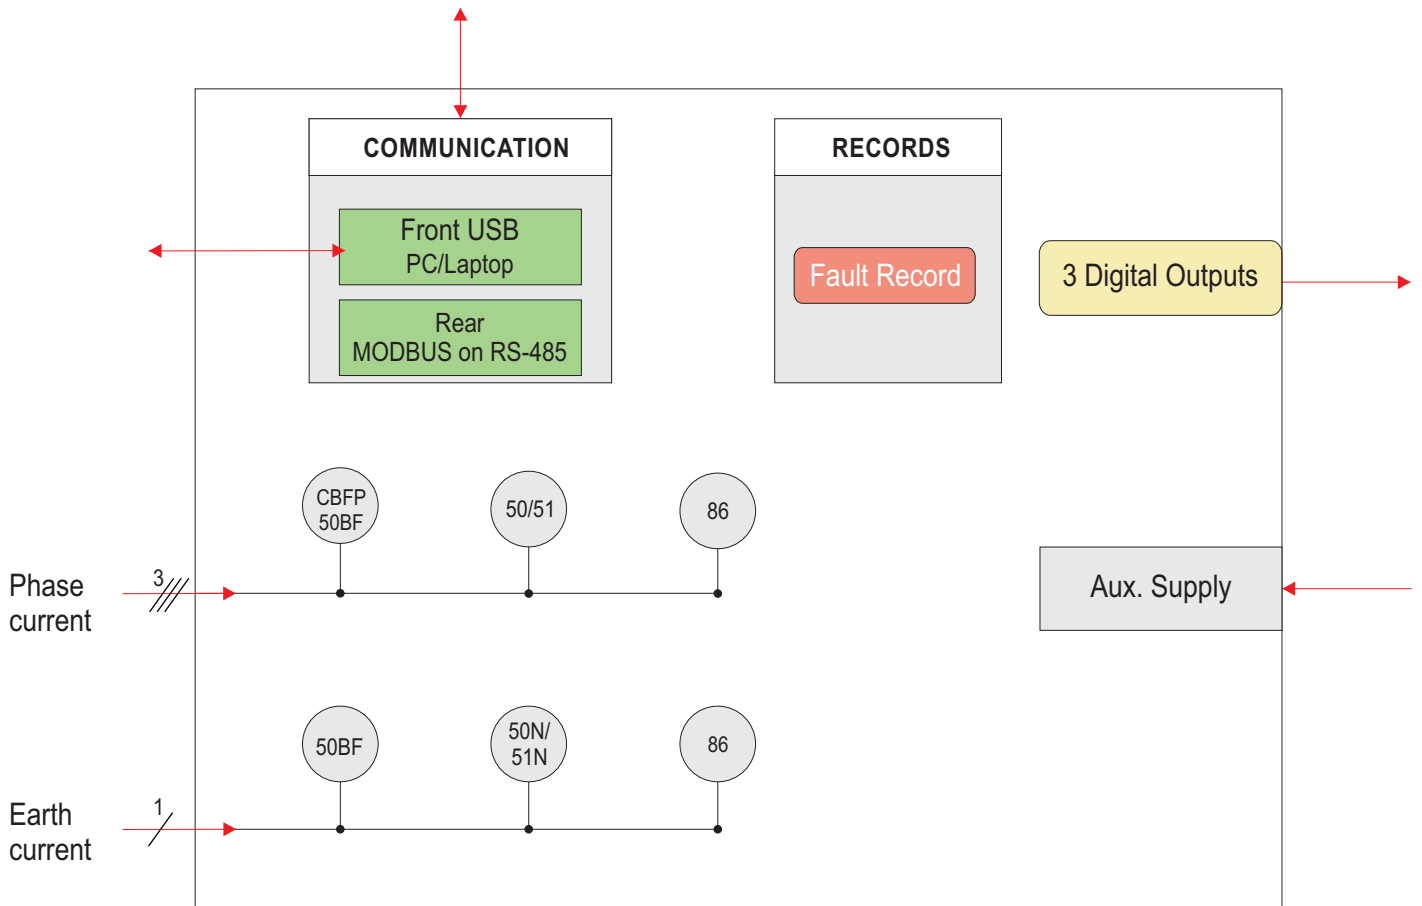 COMMUNICATION
RECORDS
Front USB
PC/Laptop
Rear
MODBUS on RS-485
Fault Record
3 Digital Outputs
CBFP
50BF
50/51
86
Phase
current
3
Aux. Supply
50BF
50N/
51N
86
Earth
current
1